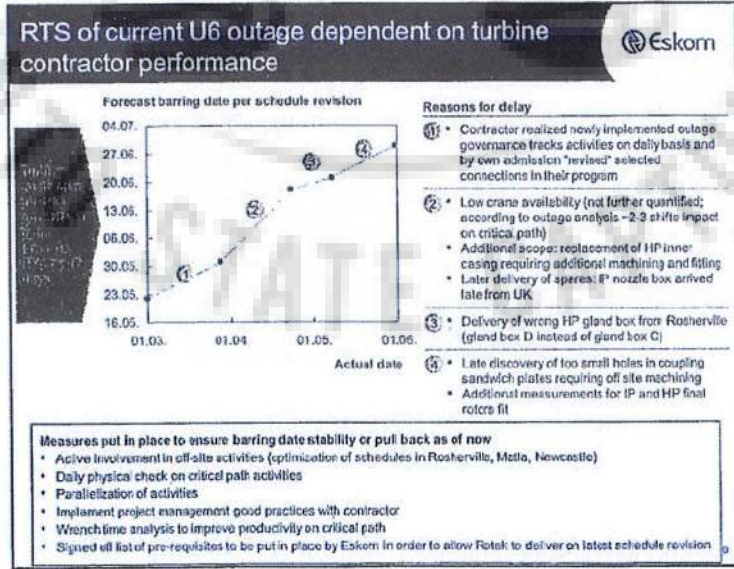 RTS of current U6 outage dependent on turbine
contractor performance
Eskom
Forecast barring date per schedule revision
04.07.
27.06.
20.06.
13.06.
06.06.
30.05.
23.05.
16.05.
01.03.
01.04.
01.05.
01.06.
Actual date
1
2
3
4
Reasons for delay
1 • Contractor realized newly implemented outage
governance tracks activities on daily basis and
by own admission "revised" selected
connections in their program
2 • Low crane availability (not further quantified;
according to outage analysis ~2-3 shifts impact
on critical path)
• Additional scope: replacement of HP inner
casing requiring additional machining and fitting
• Later delivery of spares: IP nozzle box arrived
late from UK
3 • Delivery of wrong HP gland box from Rosherville
(gland box D instead of gland box C)
4 • Late discovery of too small holes in coupling
sandwich plates requiring off site machining
• Additional measurements for IP and HP final
rotors fit
Measures put in place to ensure barring date stability or pull back as of now
• Active Involvement in off-site activities (optimization of schedules in Rosherville, Matla, Newcastle)
• Daily physical check on critical path activities
• Parallelization of activities
• Implement project management good practices with contractor
• Wrench time analysis to improve productivity on critical path
• Signed off list of pre-requisites to be put in place by Eskom in order to allow Rotek to deliver on latest schedule revision
STATE